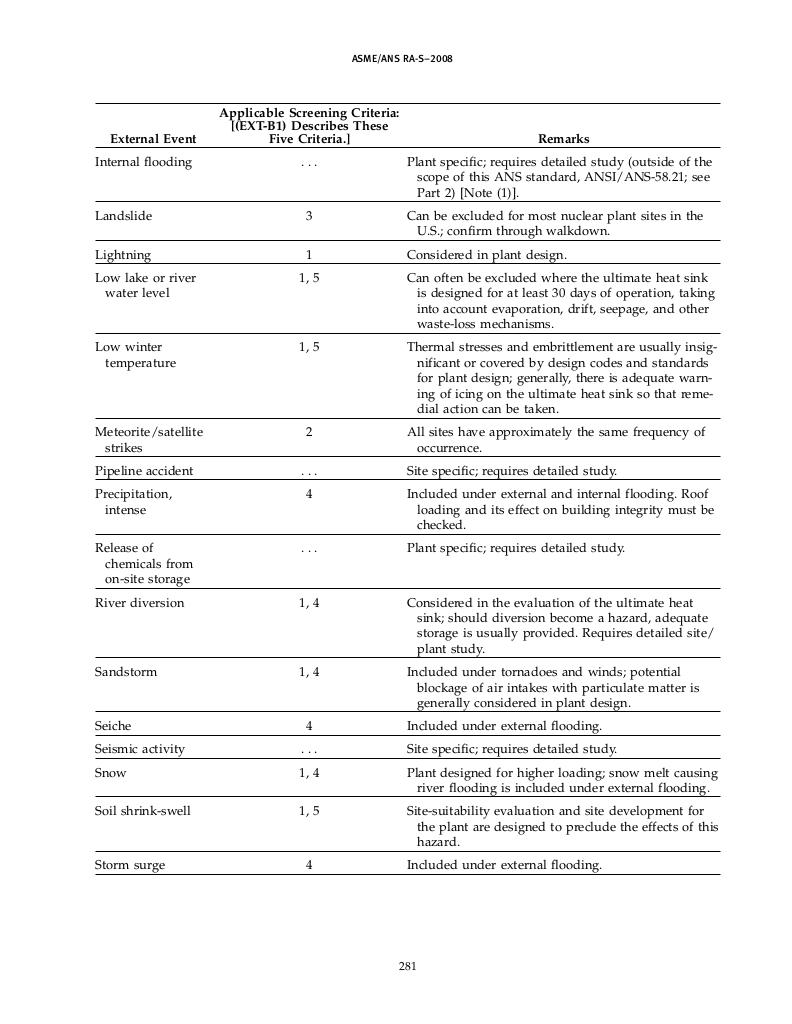 ASME/ANS RA-S–2008
Applicable Screening Criteria:
[(EXT-B1) Describes These
External Event Five Criteria.] Remarks
Internal flooding . . . Plant specific; requires detailed study (outside of the
scope of this ANS standard, ANSI/ANS-58.21; see
Part 2) [Note (1)].
Landslide 3 Can be excluded for most nuclear plant sites in the
U.S.; confirm through walkdown.
Lightning 1 Considered in plant design.
Low lake or river 1, 5 Can often be excluded where the ultimate heat sink
water level is designed for at least 30 days of operation, taking
into account evaporation, drift, seepage, and other
waste-loss mechanisms.
Low winter 1, 5 Thermal stresses and embrittlement are usually insig-
temperature nificant or covered by design codes and standards
for plant design; generally, there is adequate warn-
ing of icing on the ultimate heat sink so that reme-
dial action can be taken.
Meteorite/satellite 2 All sites have approximately the same frequency of
strikes occurrence.
Pipeline accident . . . Site specific; requires detailed study.
Precipitation, 4 Included under external and internal flooding. Roof
intense loading and its effect on building integrity must be
checked.
Release of . . . Plant specific; requires detailed study.
chemicals from
on-site storage
River diversion 1, 4 Considered in the evaluation of the ultimate heat
sink; should diversion become a hazard, adequate
storage is usually provided. Requires detailed site/
plant study.
Sandstorm 1, 4 Included under tornadoes and winds; potential
blockage of air intakes with particulate matter is
generally considered in plant design.
Seiche 4 Included under external flooding.
Seismic activity . . . Site specific; requires detailed study.
Snow 1, 4 Plant designed for higher loading; snow melt causing
river flooding is included under external flooding.
Soil shrink-swell 1, 5 Site-suitability evaluation and site development for
the plant are designed to preclude the effects of this
hazard.
Storm surge 4 Included under external flooding.
281